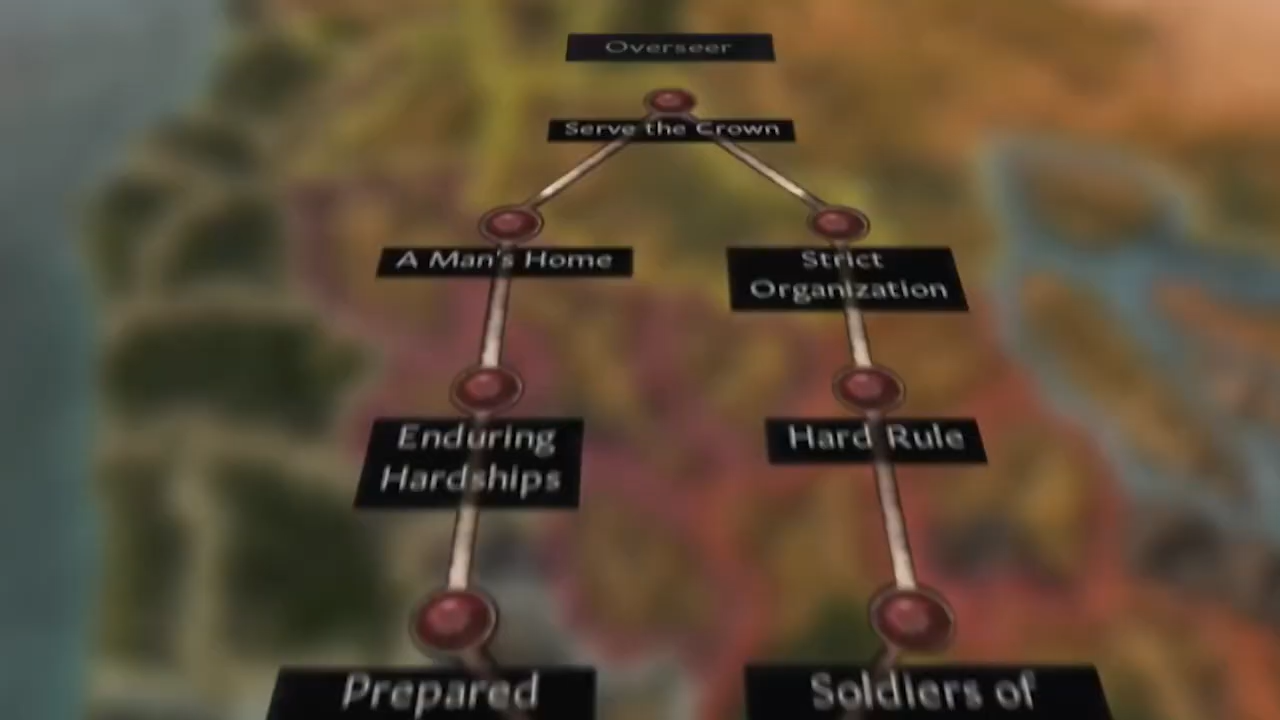 Overseer
Serve the Crown
A Man's Home
Strict
Organization
Enduring
Hardships
Hard Rule
Prepared
Soldiers of